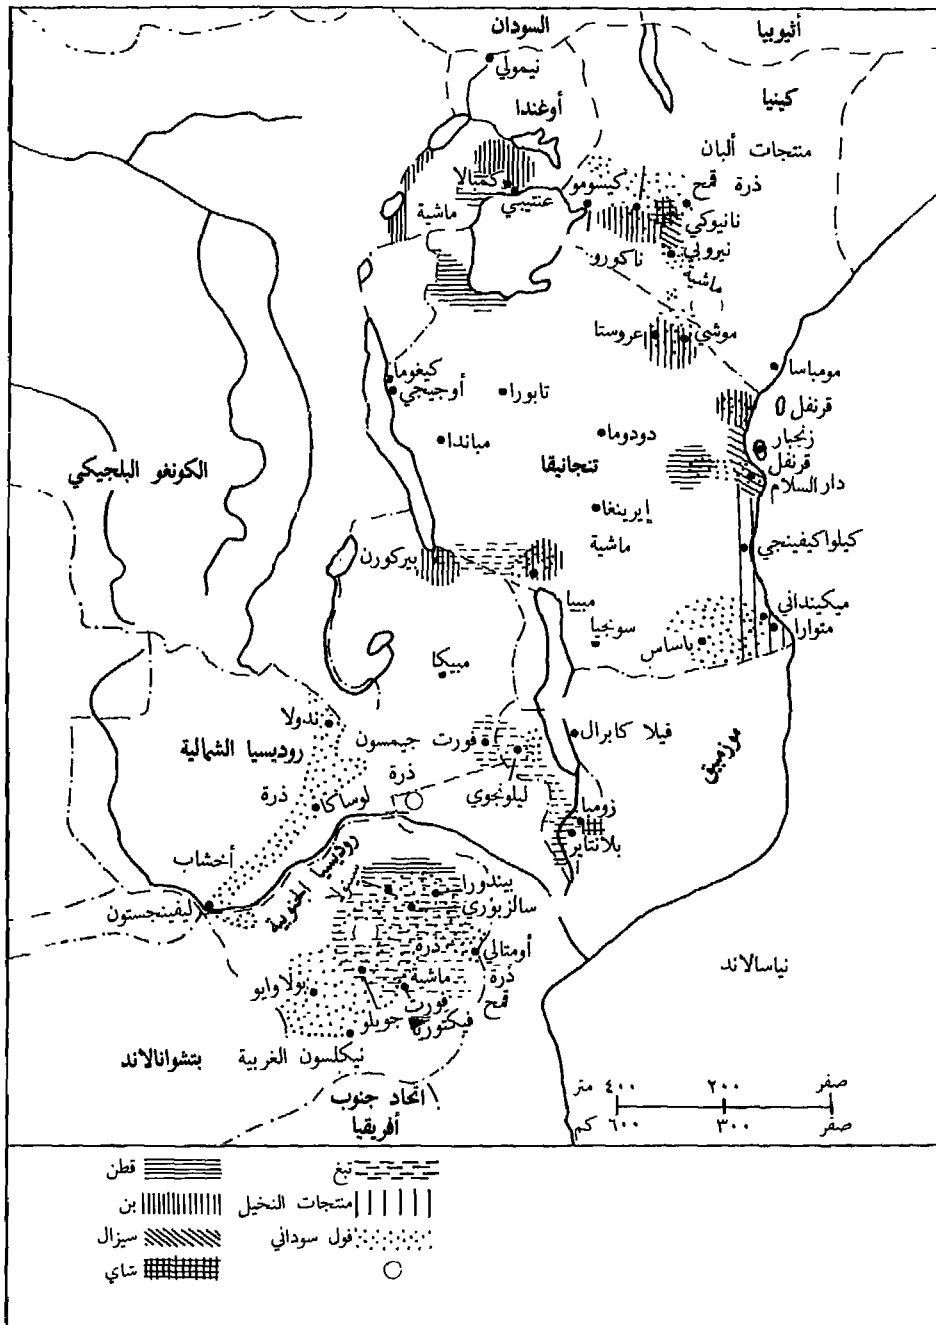 السودان
أثيوبيا
نيمولي
كينيا
أوغندا
منتجات ألبان
ذرة
قمح
كمبالا
عنتيبي
كيسومو
نانيوكي
ماشية
نيروبي
ناكورو
ماشية
موشي
عروستا
مومباسا
كيغوما
أوجيجي
تابورا
قرنفل
زنجبار
قرنفل
دار السلام
دودوما
مباندا
تنجانيقا
الكونغو البلجيكي
إيرينغا
ماشية
كيلواكيفينجي
بيركورن
مبيبا
سونجيا
ميكينداني
متوارا
باساس
مبيكا
ندولا
روديسيا الشمالية
ذرة
لوساكا
فورت جيمسون
ذرة
ليلونجوي
ڤيلا كابرال
موزمبيق
زومبا
بلانتاير
أخشاب
ليفينجستون
روديسيا الجنوبية
بيندورا
سالزبوري
ذرة
أومتالي
ذرة
قمح
ماشية
فورت
فيكتوريا
جويلو
بولاوايو
نيكلسون الغربية
نياسالاند
بتشوانالاند
اتحاد جنوب
أفريقيا
صفر ٢٠٠ ٤٠٠ متر
صفر ٣٠٠ ٦٠٠ كم
تبغ
قطن
منتجات النخيل
بن
فول سوداني
سيزال
شاي